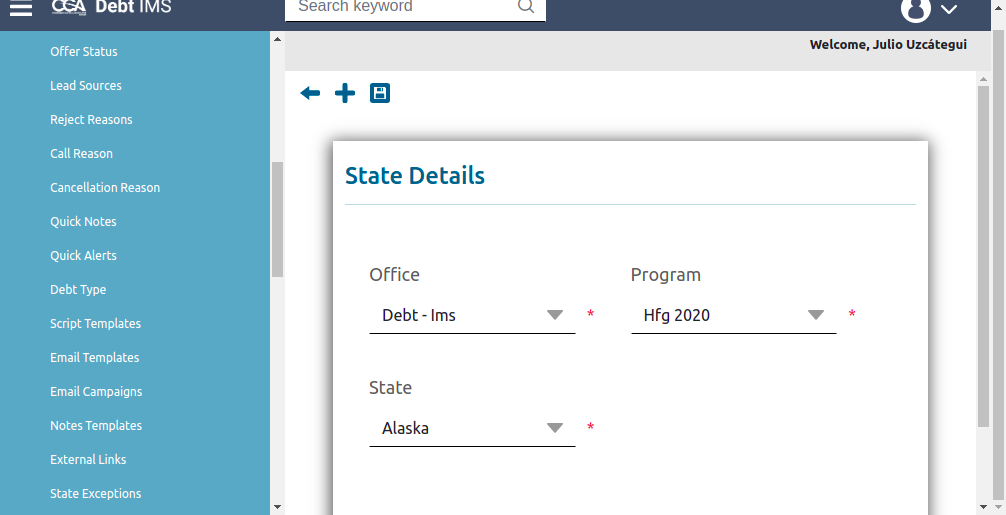 CCA Debt IMS
Search keyword
Welcome, Julio Uzcátegui
Offer Status
Lead Sources
Reject Reasons
Call Reason
Cancellation Reason
Quick Notes
Quick Alerts
Debt Type
Script Templates
Email Templates
Email Campaigns
Notes Templates
External Links
State Exceptions
State Details
Office
Program
Debt - Ims *
Hfg 2020 *
State
Alaska *